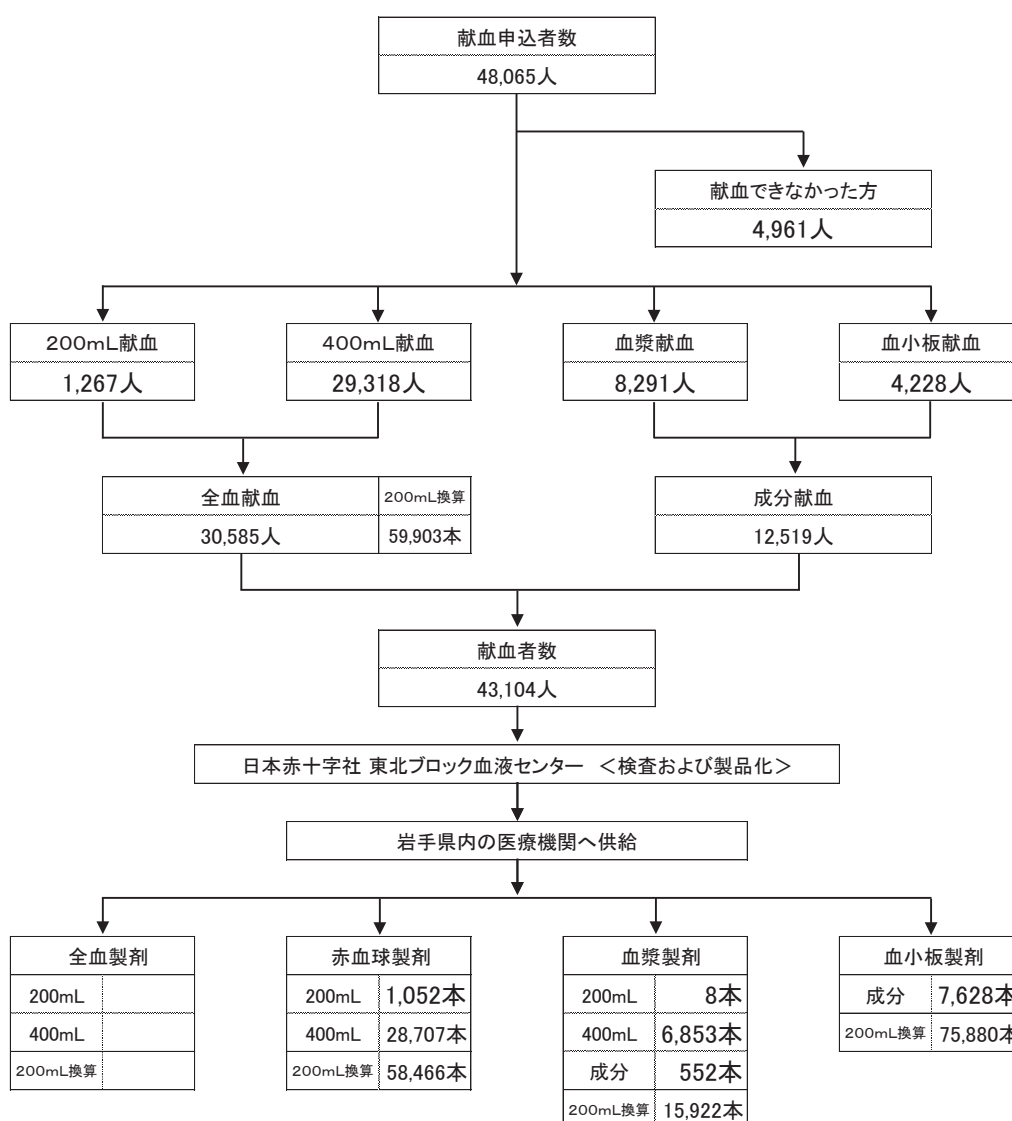 献血申込者数
48,065人
献血できなかった方
4,961人
200mL献血
1,267人
400mL献血
29,318人
血漿献血
8,291人
血小板献血
4,228人
全血献血
200mL換算
30,585人
59,903本
成分献血
12,519人
献血者数
43,104人
日本赤十字社 東北ブロック血液センター <検査および製品化>
岩手県内の医療機関へ供給
全血製剤
200mL
400mL
200mL換算
赤血球製剤
200mL 1,052本
400mL 28,707本
200mL換算 58,466本
血漿製剤
200mL 8本
400mL 6,853本
成分 552本
200mL換算 15,922本
血小板製剤
成分 7,628本
200mL換算 75,880本